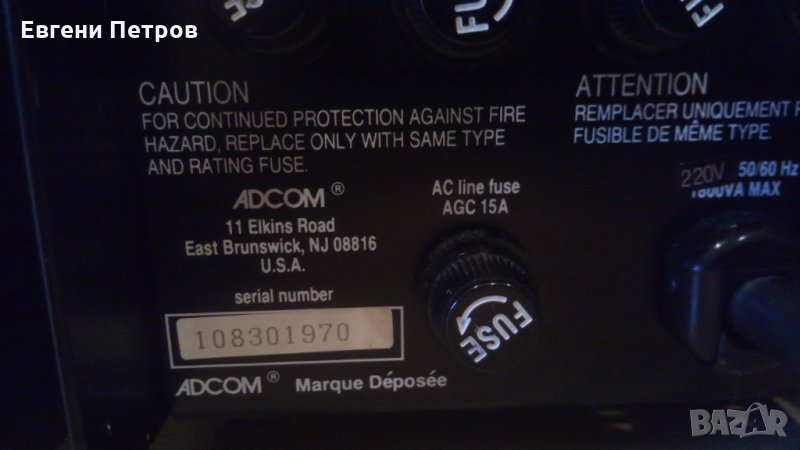 Евгени Петров
FUSE
CAUTION
FOR CONTINUED PROTECTION AGAINST FIRE
HAZARD, REPLACE ONLY WITH SAME TYPE
AND RATING FUSE.
ATTENTION
REMPLACER UNIQUEMENT
FUSIBLE DE MÊME TYPE.
ADCOM®
11 Elkins Road
East Brunswick, NJ 08816
U.S.A.
serial number
108301970
ADCOM® Marque Déposée
AC line fuse
AGC 15A
FUSE
220V 50/60 Hz
1800VA MAX
BAZAR